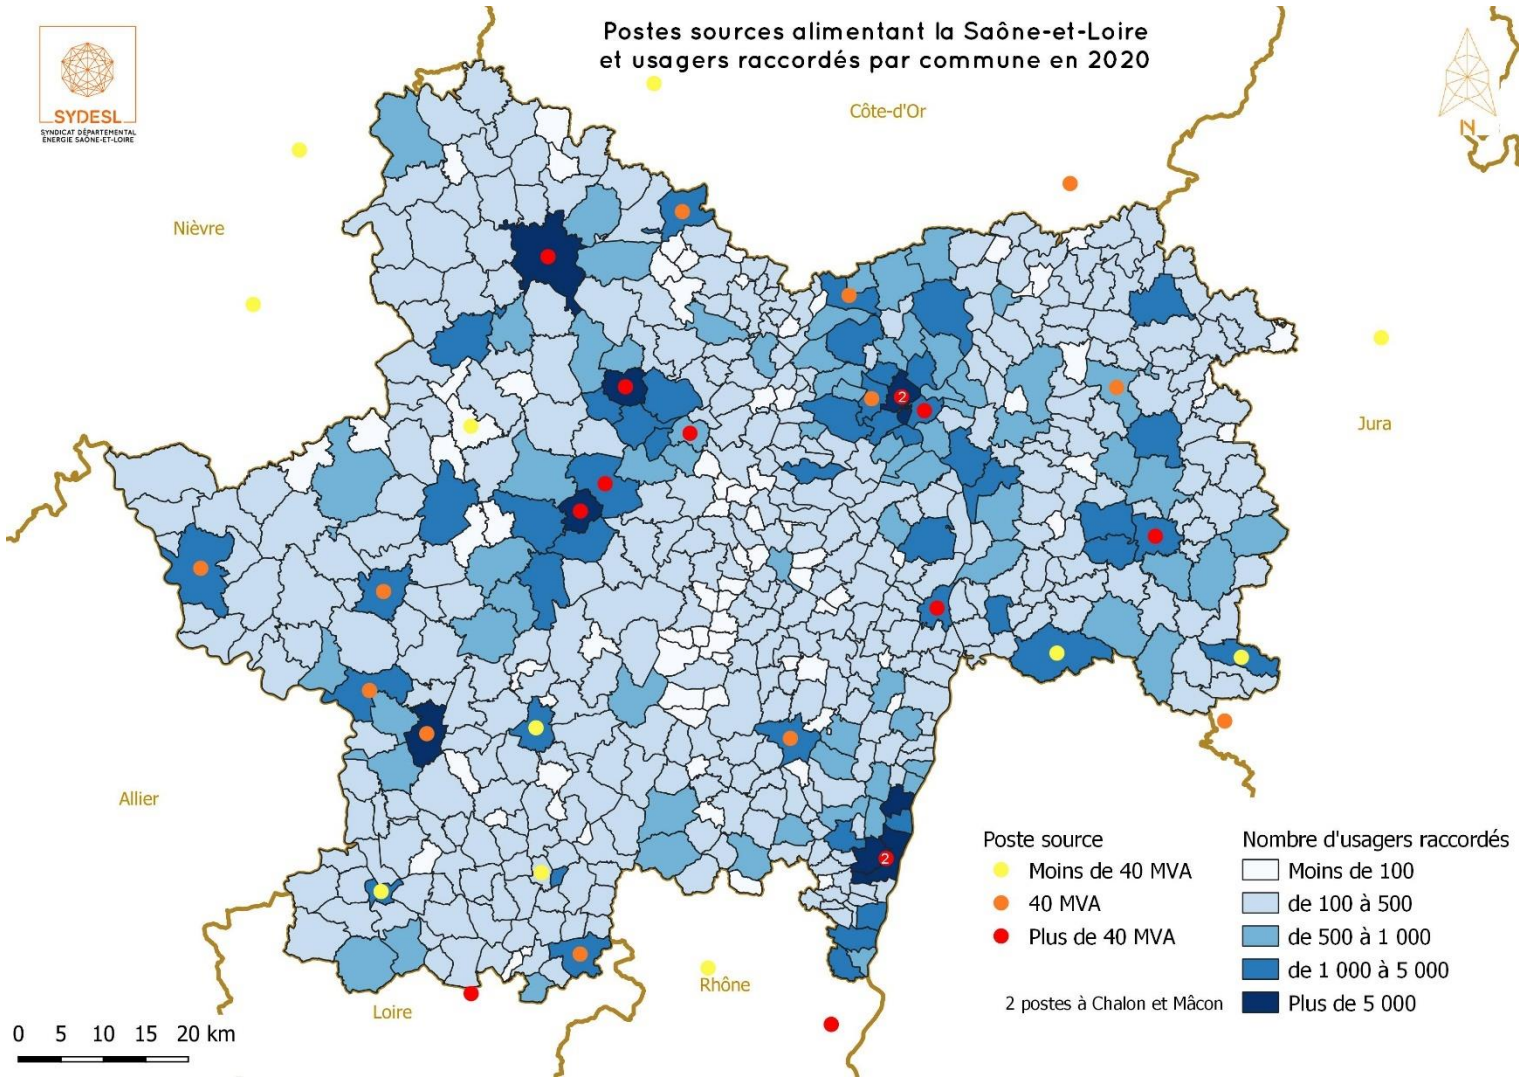 Postes sources alimentant la Saône-et-Loire
et usagers raccordés par commune en 2020
SYDESL
SYNDICAT DÉPARTEMENTAL
ÉNERGIE SAÔNE-ET-LOIRE
N
Côte-d'Or
Nièvre
Jura
Allier
Loire
Rhône
2
2
Poste source
Moins de 40 MVA
40 MVA
Plus de 40 MVA
2 postes à Chalon et Mâcon
Nombre d'usagers raccordés
Moins de 100
de 100 à 500
de 500 à 1 000
de 1 000 à 5 000
Plus de 5 000
0 5 10 15 20 km